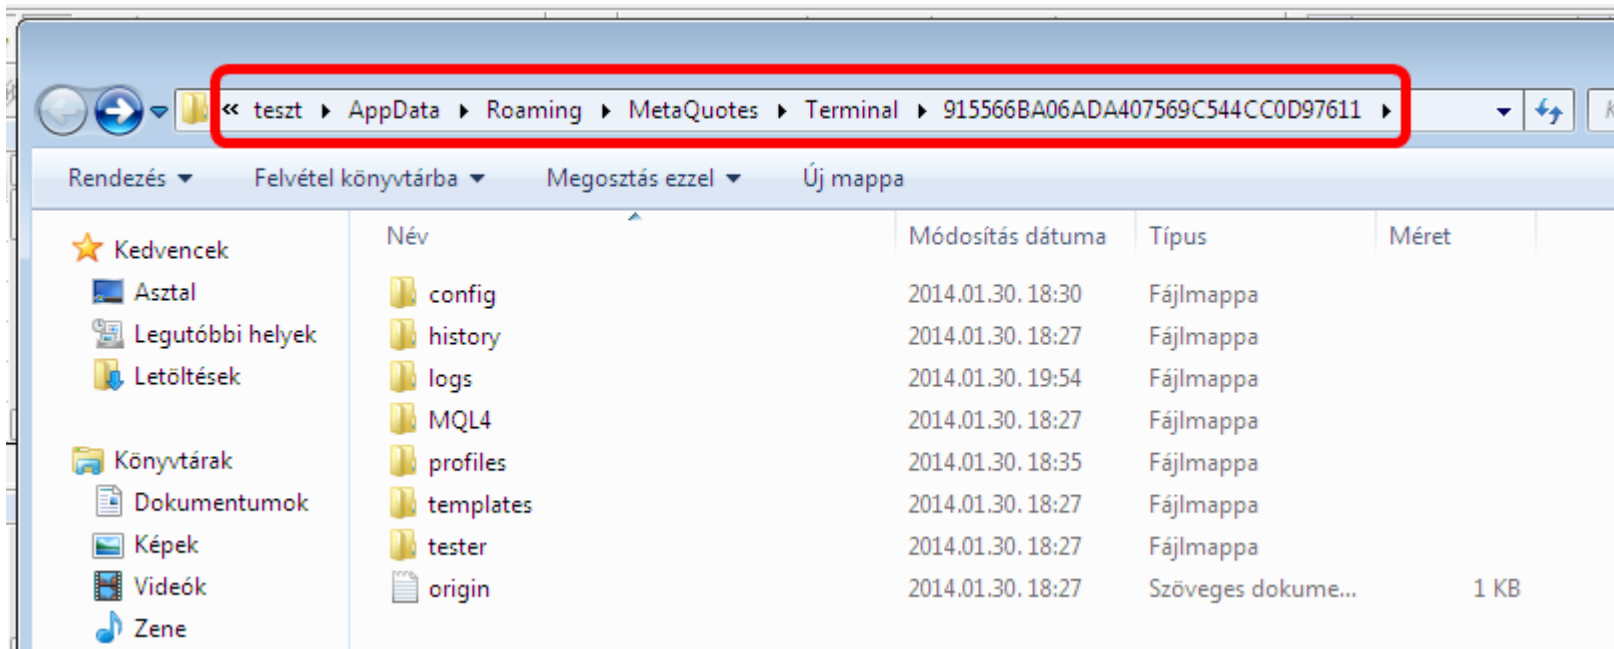 « teszt ▸ AppData ▸ Roaming ▸ MetaQuotes ▸ Terminal ▸ 915566BA06ADA407569C544CC0D97611 ▸
Rendezés ▾ Felvétel könyvtárba ▾ Megosztás ezzel ▾ Új mappa
Kedvencek
Asztal
Legutóbbi helyek
Letöltések
Könyvtárak
Dokumentumok
Képek
Videók
Zene
Név Módosítás dátuma Típus Méret
config 2014.01.30. 18:30 Fájlmappa
history 2014.01.30. 18:27 Fájlmappa
logs 2014.01.30. 19:54 Fájlmappa
MQL4 2014.01.30. 18:27 Fájlmappa
profiles 2014.01.30. 18:35 Fájlmappa
templates 2014.01.30. 18:27 Fájlmappa
tester 2014.01.30. 18:27 Fájlmappa
origin 2014.01.30. 18:27 Szöveges dokume... 1 KB